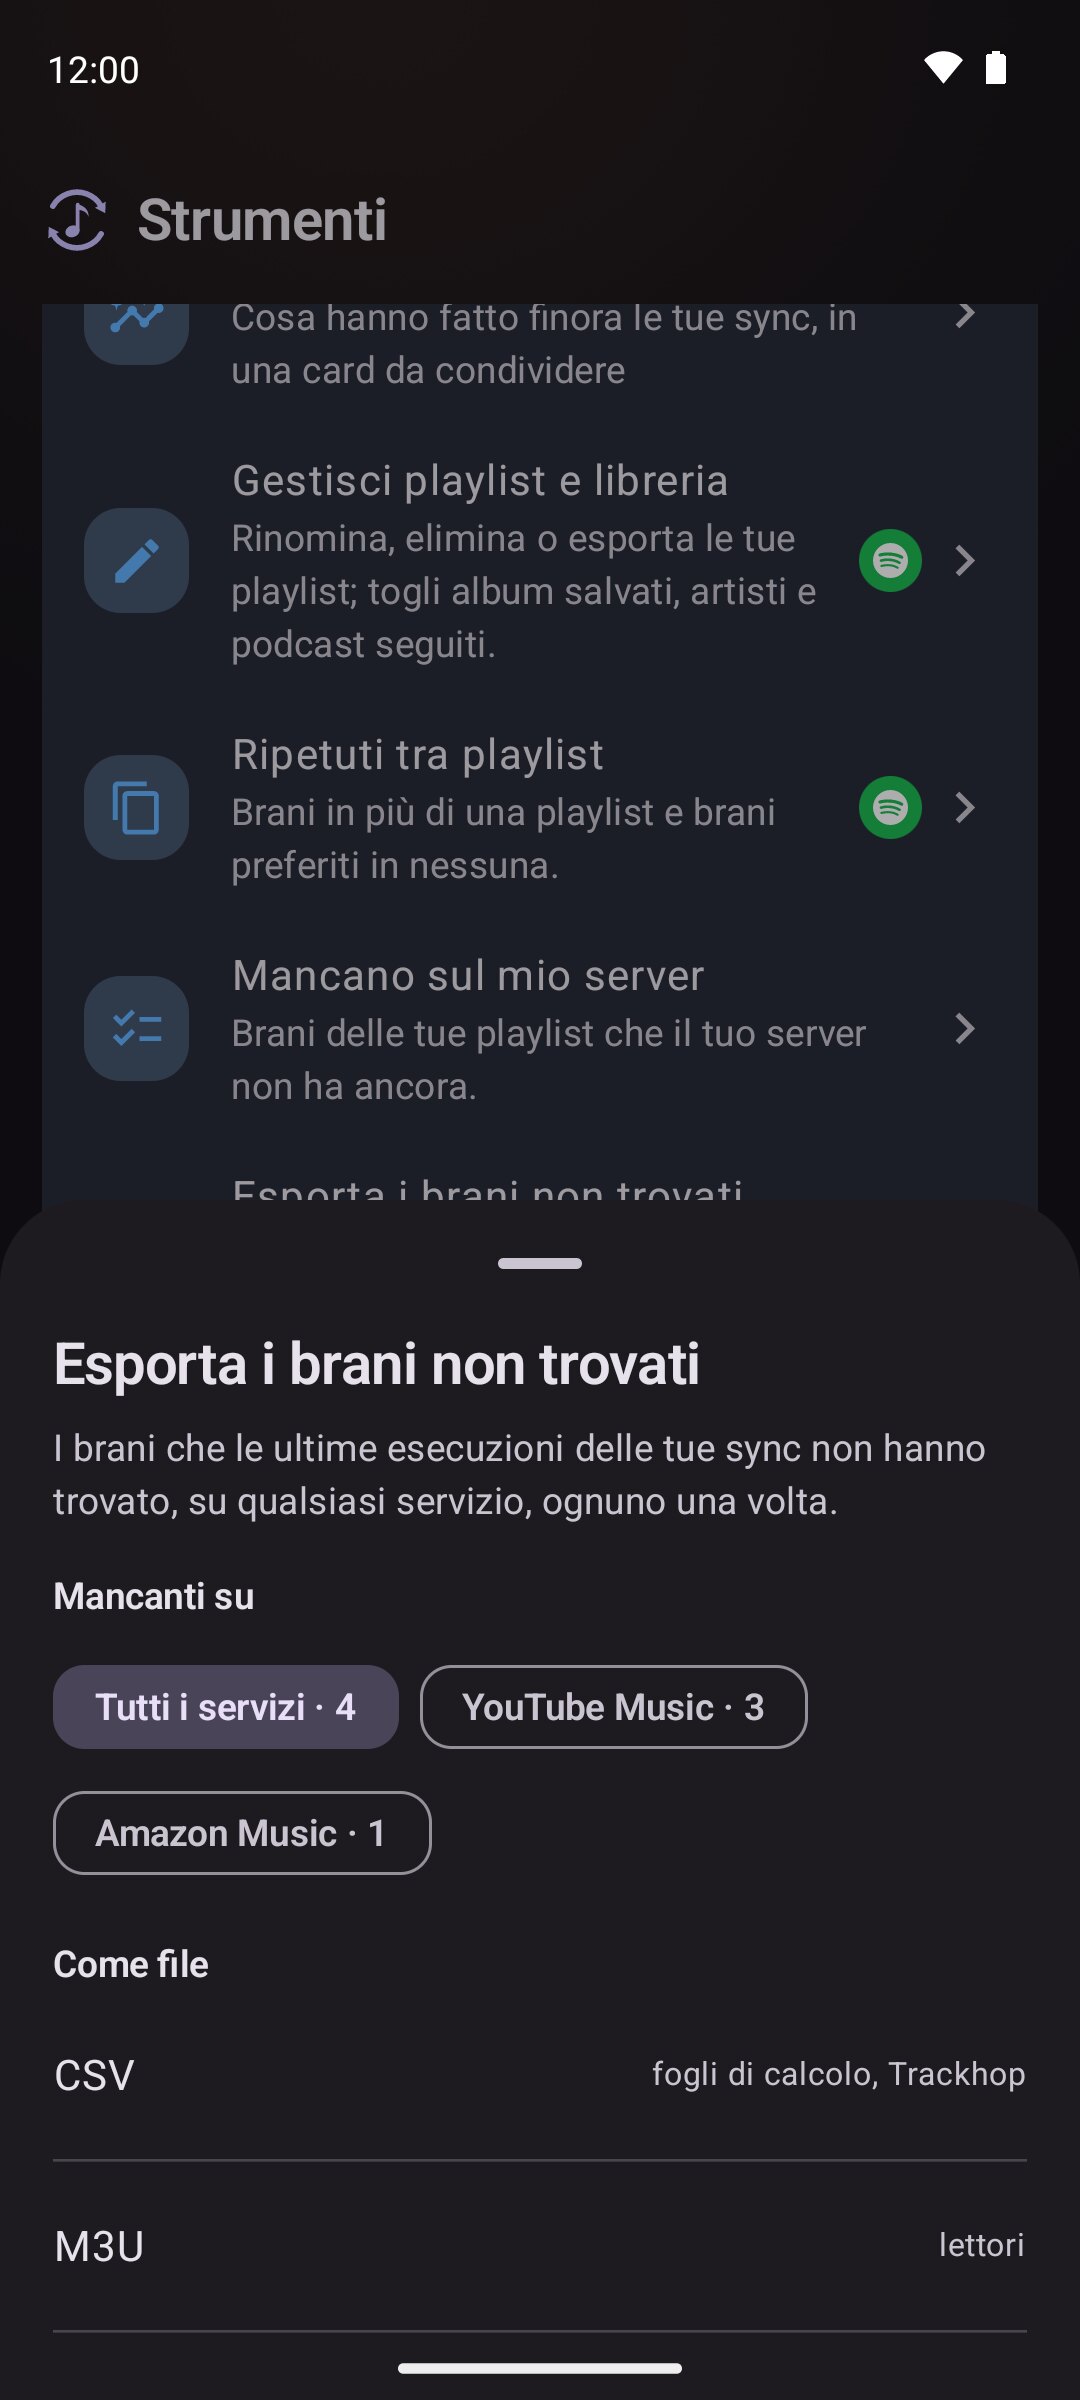 12:00
Strumenti
Cosa hanno fatto finora le tue sync, in
una card da condividere
Gestisci playlist e libreria
Rinomina, elimina o esporta le tue
playlist; togli album salvati, artisti e
podcast seguiti.
Ripetuti tra playlist
Brani in più di una playlist e brani
preferiti in nessuna.
Mancano sul mio server
Brani delle tue playlist che il tuo server
non ha ancora.
Esporta i brani non trovati
Esporta i brani non trovati
I brani che le ultime esecuzioni delle tue sync non hanno
trovato, su qualsiasi servizio, ognuno una volta.
Mancanti su
Tutti i servizi · 4
YouTube Music · 3
Amazon Music · 1
Come file
CSV
fogli di calcolo, Trackhop
M3U
lettori